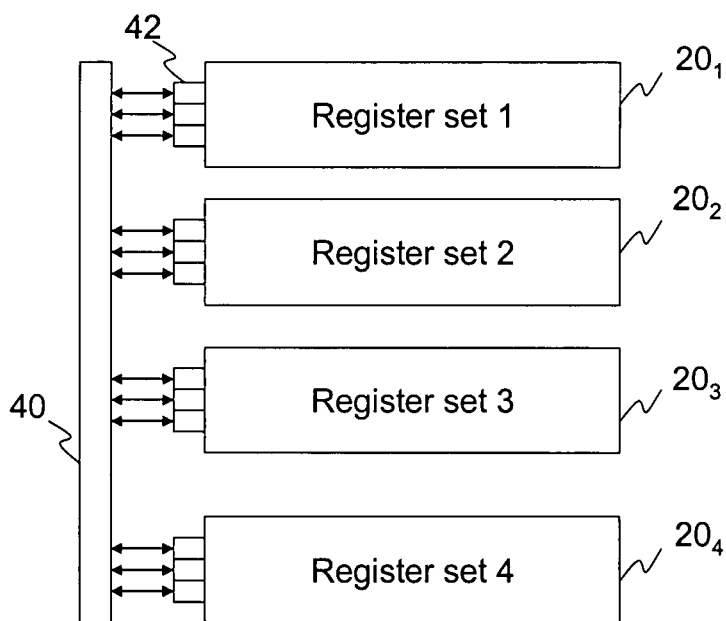 42
Register set 1
20₁
Register set 2
20₂
Register set 3
20₃
40
Register set 4
20₄